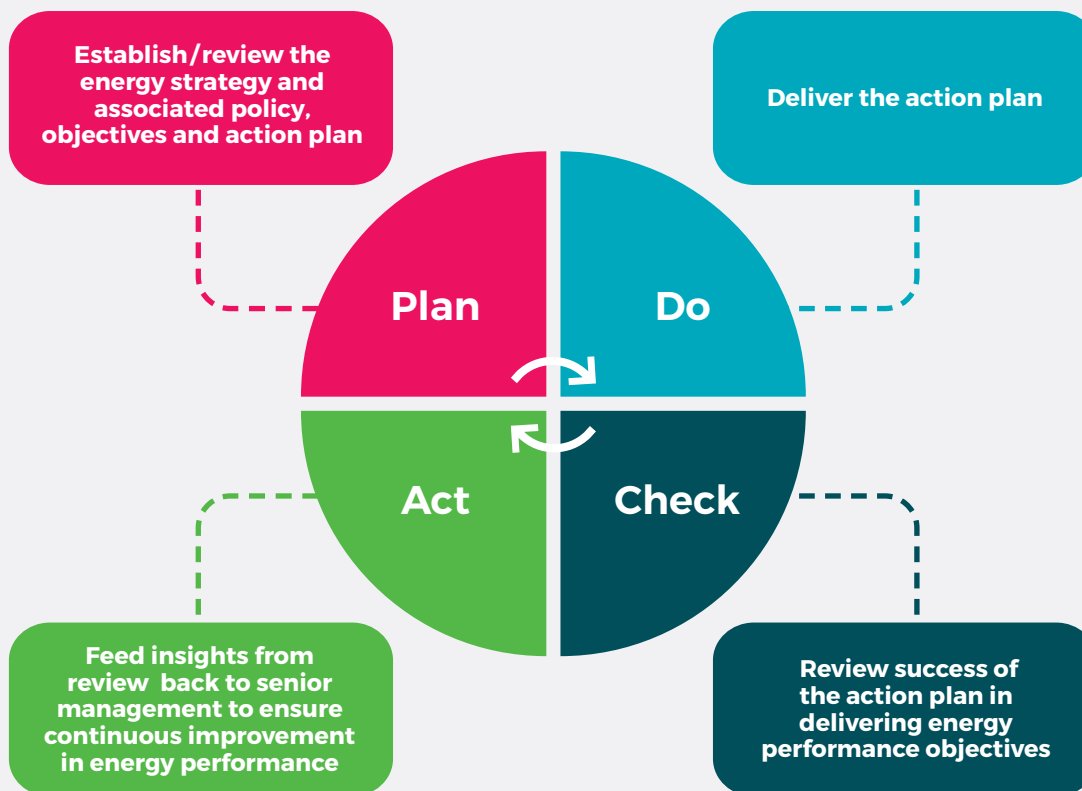 Establish/review the
energy strategy and
associated policy,
objectives and action plan
Deliver the action plan
Plan
Do
Act
Check
Feed insights from
review back to senior
management to ensure
continuous improvement
in energy performance
Review success of
the action plan in
delivering energy
performance objectives